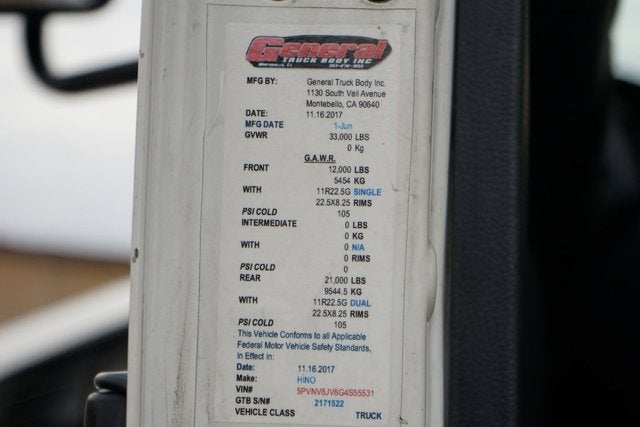 General
TRUCK BODY INC
MFG BY: General Truck Body Inc.
1130 South Vail Avenue
Montebello, CA 90640
DATE: 11.16.2017
MFG DATE 1-Jun
GVWR 33,000 LBS
0 Kg
G.A.W.R.
FRONT 12,000 LBS
5454 KG
WITH 11R22.5G SINGLE
22.5X8.25 RIMS
PSI COLD 105
INTERMEDIATE 0 LBS
0 KG
WITH 0 N/A
0 RIMS
PSI COLD 0
REAR 21,000 LBS
9544.5 KG
WITH 11R22.5G DUAL
22.5X8.25 RIMS
PSI COLD 105
This Vehicle Conforms to all Applicable
Federal Motor Vehicle Safety Standards,
In Effect in:
Date: 11.16.2017
Make: HINO
VIN# 5PVNV8JV6G4S55531
GTB S/N# 2171522
VEHICLE CLASS TRUCK